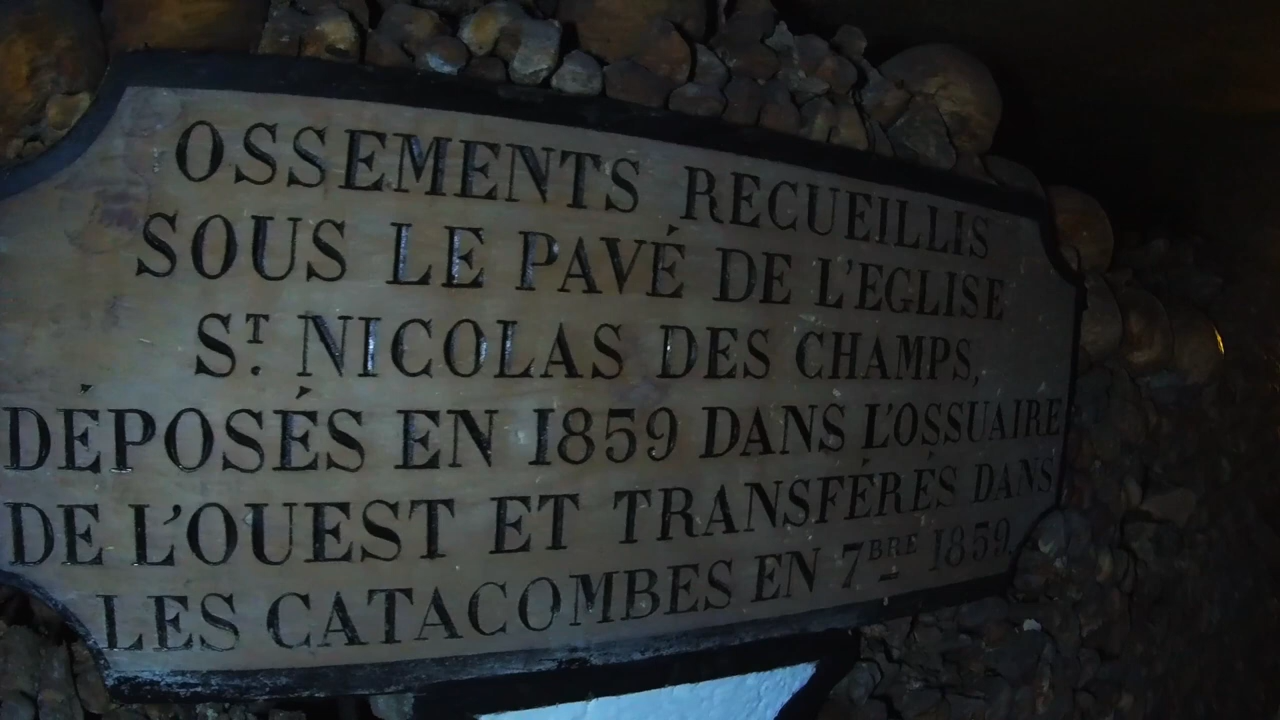 OSSEMENTS RECUEILLIS
SOUS LE PAVÉ DE L'EGLISE
ST. NICOLAS DES CHAMPS,
DÉPOSÉS EN 1859 DANS L'OSSUAIRE
DE L'OUEST ET TRANSFÉRÉS DANS
LES CATACOMBES EN 7BRE 1859.